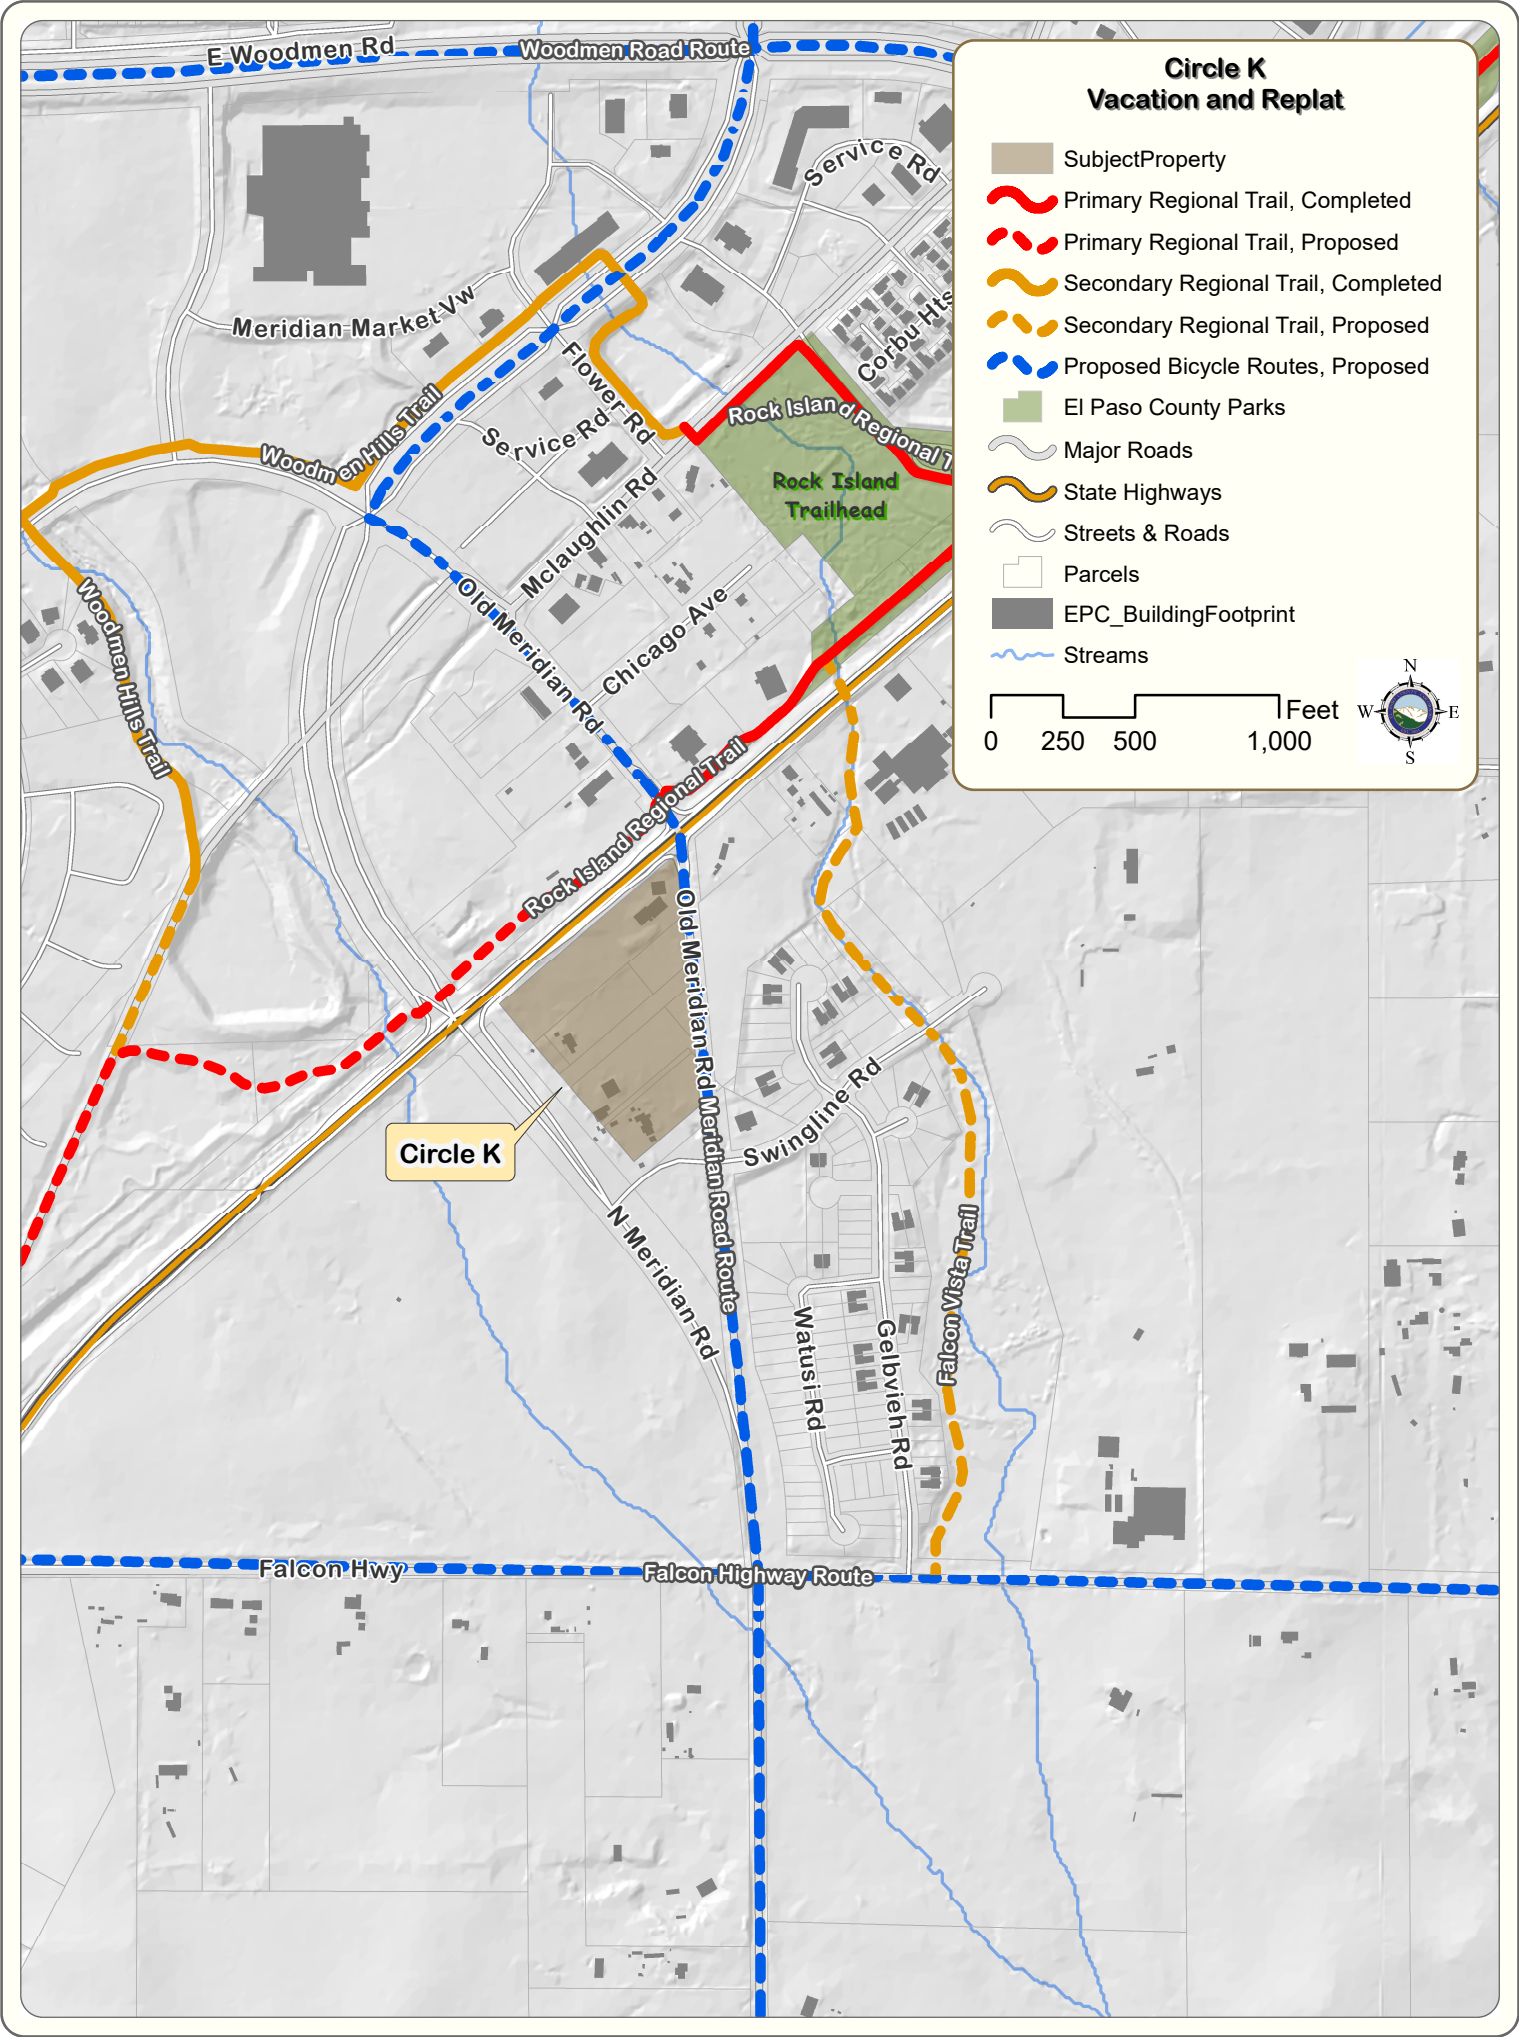 E Woodmen Rd
Woodmen Road Route
Circle K
Vacation and Replat
SubjectProperty
Primary Regional Trail, Completed
Primary Regional Trail, Proposed
Secondary Regional Trail, Completed
Secondary Regional Trail, Proposed
Proposed Bicycle Routes, Proposed
El Paso County Parks
Major Roads
State Highways
Streets & Roads
Parcels
EPC_BuildingFootprint
Streams
N
W
E
S
Feet
0 250 500 1,000
Service Rd
Meridian Market Vw
Corbu Hts
Flower Rd
Woodmen Hills Trail
Service Rd
Rock Island Regional T
Rock Island
Trailhead
Mclaughlin Rd
Old Meridian Rd
Chicago Ave
Woodmen Hills Trail
Rock Island Regional Trail
Old Meridian Rd
Meridian Road Route
Swingline Rd
Circle K
N Meridian Rd
Watusi Rd
Gelbvieh Rd
Falcon Vista Trail
Falcon Hwy
Falcon Highway Route